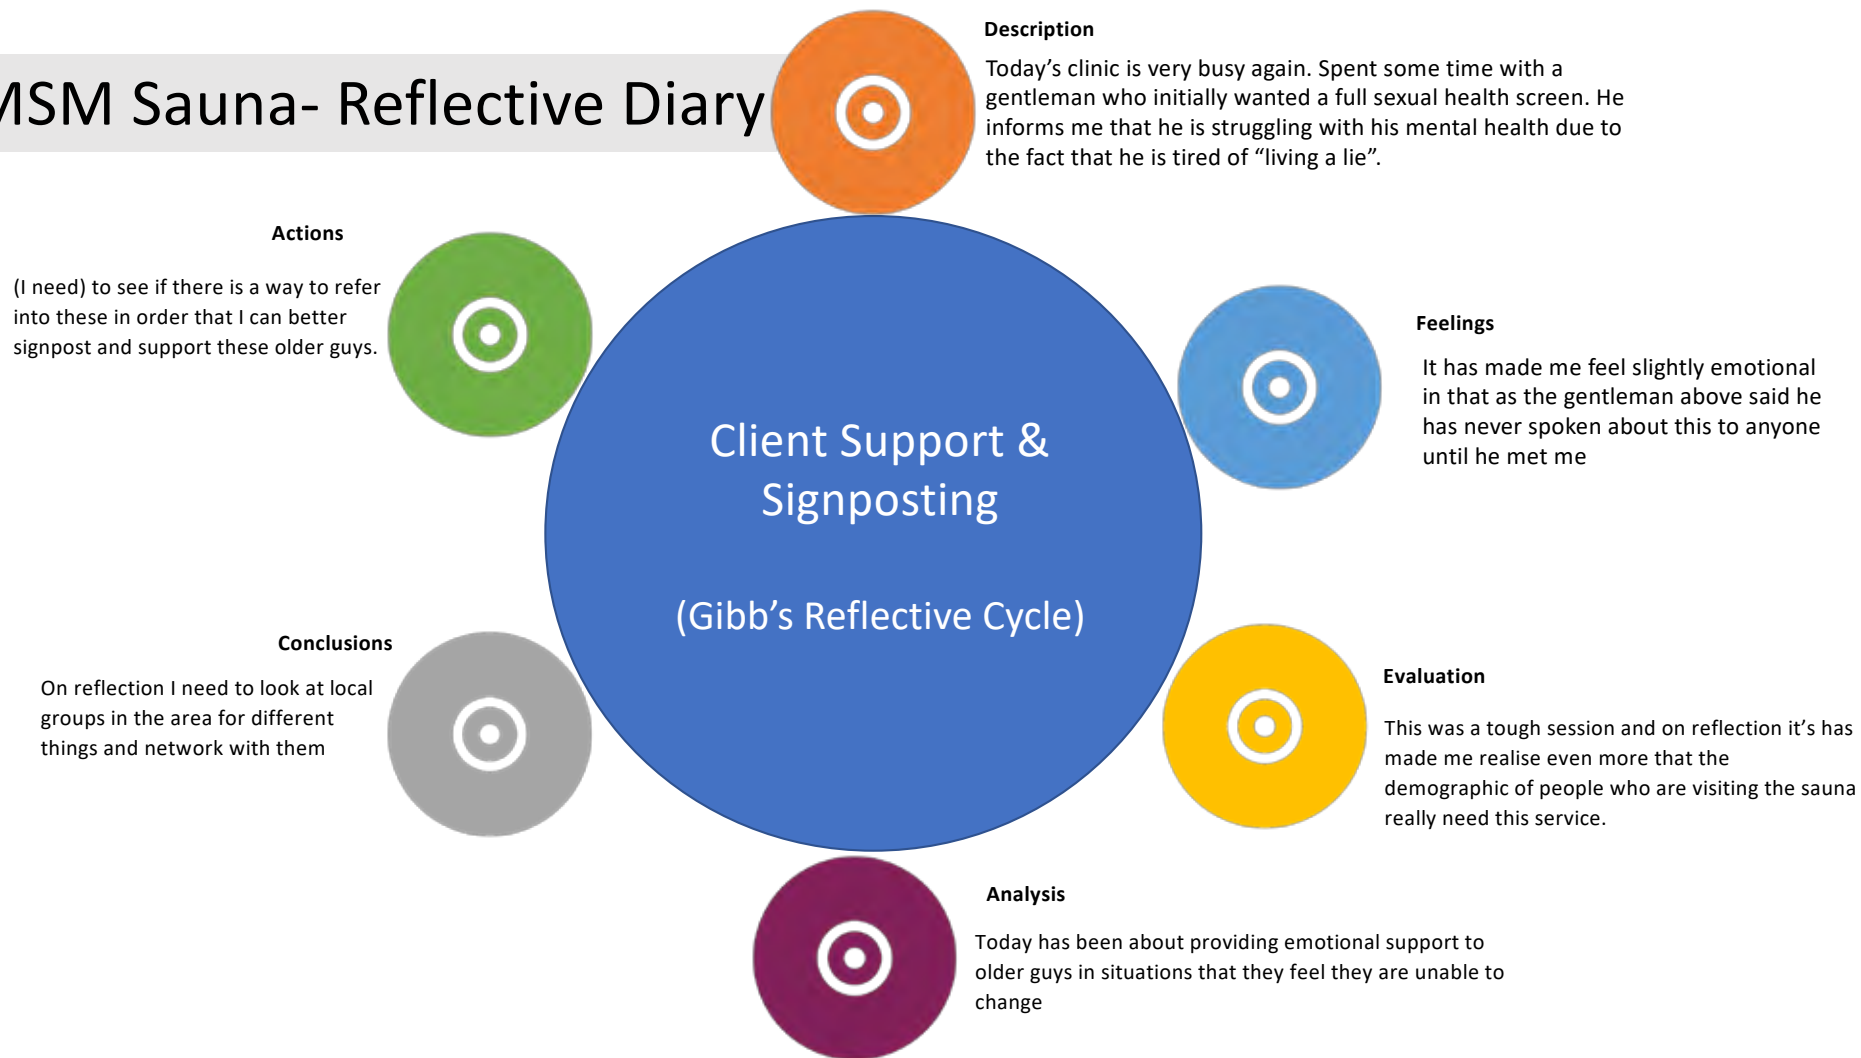 MSM Sauna- Reflective Diary
Description
Today’s clinic is very busy again. Spent some time with a
gentleman who initially wanted a full sexual health screen. He
informs me that he is struggling with his mental health due to
the fact that he is tired of “living a lie”.
Feelings
It has made me feel slightly emotional
in that as the gentleman above said he
has never spoken about this to anyone
until he met me
Evaluation
This was a tough session and on reflection it’s has
made me realise even more that the
demographic of people who are visiting the sauna
really need this service.
Analysis
Today has been about providing emotional support to
older guys in situations that they feel they are unable to
change
Conclusions
On reflection I need to look at local
groups in the area for different
things and network with them
Actions
(I need) to see if there is a way to refer
into these in order that I can better
signpost and support these older guys.
Client Support &
Signposting
(Gibb’s Reflective Cycle)